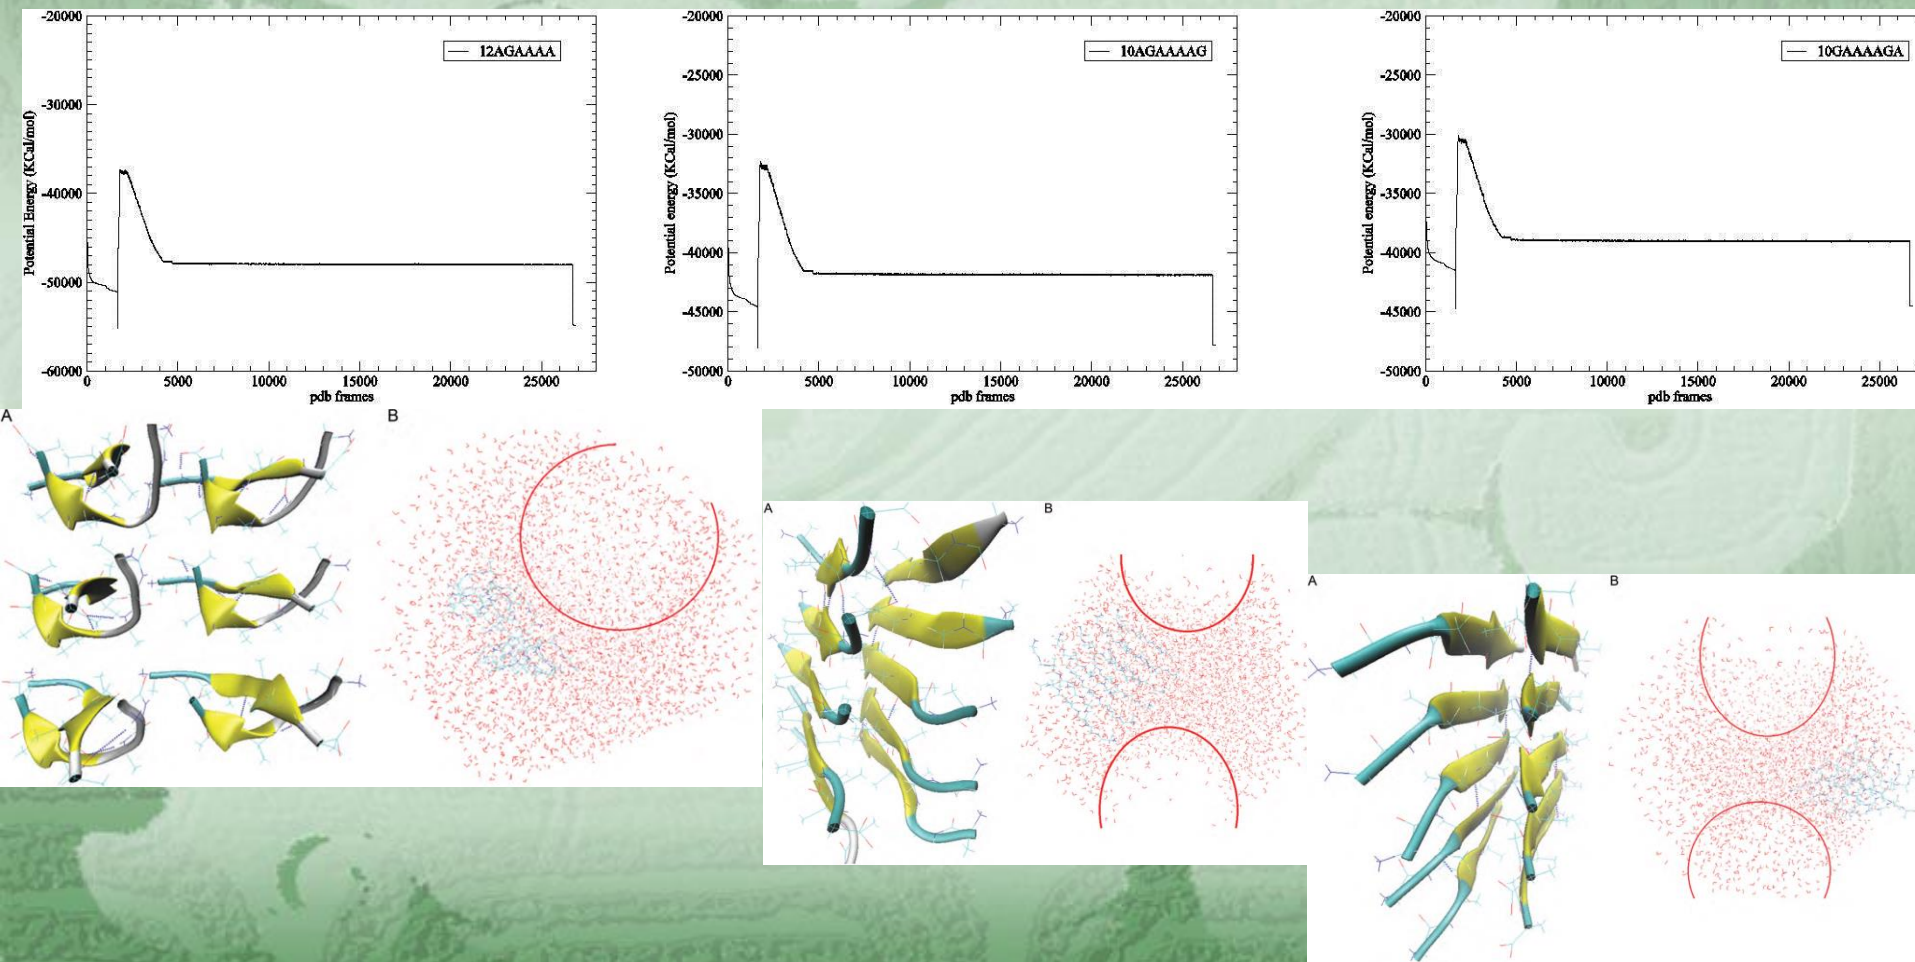 -20000
-30000
-40000
-50000
-60000
Potential Energy (KCal/mol)
12AGAAAA
0
5000
10000
15000
20000
25000
pdb frames
-20000
-25000
-30000
-35000
-40000
-45000
-50000
Potential energy (KCal/mol)
10AGAAAAG
0
5000
10000
15000
20000
25000
pdb frames
-20000
-25000
-30000
-35000
-40000
-45000
-50000
Potential energy (KCal/mol)
10GAAAAGA
0
5000
10000
15000
20000
25000
pdb frames
A
B
A
B
A
B